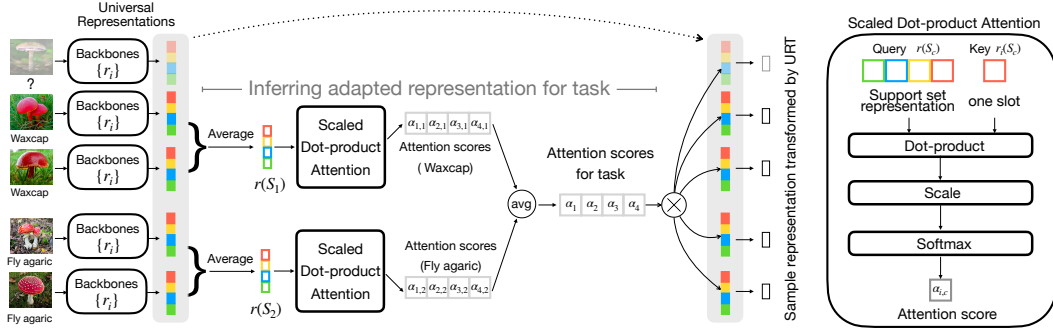 Universal
Representations
Backbones
{r_i}
?
Backbones
{r_i}
Waxcap
Backbones
{r_i}
Waxcap
Backbones
{r_i}
Fly agaric
Backbones
{r_i}
Fly agaric
Inferring adapted representation for task
Average
r(S_1)
Scaled
Dot-product
Attention
α_{1,1} α_{2,1} α_{3,1} α_{4,1}
Attention scores
( Waxcap)
Average
r(S_2)
Scaled
Dot-product
Attention
Attention scores
(Fly agaric)
α_{1,2} α_{2,2} α_{3,2} α_{4,2}
avg
Attention scores
for task
α_1 α_2 α_3 α_4
Sample representation transformed by URT
Scaled Dot-product Attention
Query r(S_c)
Key r_i(S_c)
Support set
representation
one slot
Dot-product
Scale
Softmax
α_{i,c}
Attention score